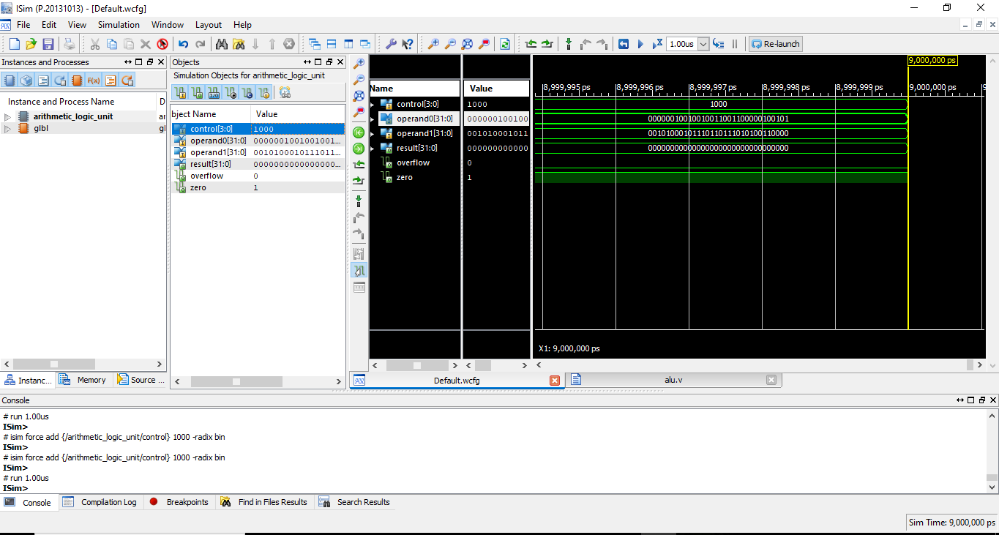 ISim (P.20131013) - [Default.wcfg]
File Edit View Simulation Window Layout Help
1.00us Re-launch
Instances and Processes
Instance and Process Name D
arithmetic_logic_unit ar
glbl gl
Instanc... Memory Source ...
Objects
Simulation Objects for arithmetic_logic_unit
bject Name Value
control[3:0] 1000
operand0[31:0] 0000001001001001...
operand1[31:0] 0010100010111011...
result[31:0] 0000000000000000...
overflow 0
zero 1
Name Value
control[3:0] 1000
operand0[31:0] 000000100100
operand1[31:0] 001010001011
result[31:0] 000000000000
overflow 0
zero 1
9,000,000 ps
8,999,995 ps 8,999,996 ps 8,999,997 ps 8,999,998 ps 8,999,999 ps 9,000,000 ps 9
1000
00000010010010011001100000100101
00101000101110110111010100110000
00000000000000000000000000000000
X1: 9,000,000 ps
Default.wcfg alu.v
Console
# run 1.00us
ISim>
# isim force add {/arithmetic_logic_unit/control} 1000 -radix bin
ISim>
# isim force add {/arithmetic_logic_unit/control} 1000 -radix bin
ISim>
# run 1.00us
ISim>
Console Compilation Log Breakpoints Find in Files Results Search Results
Sim Time: 9,000,000 ps